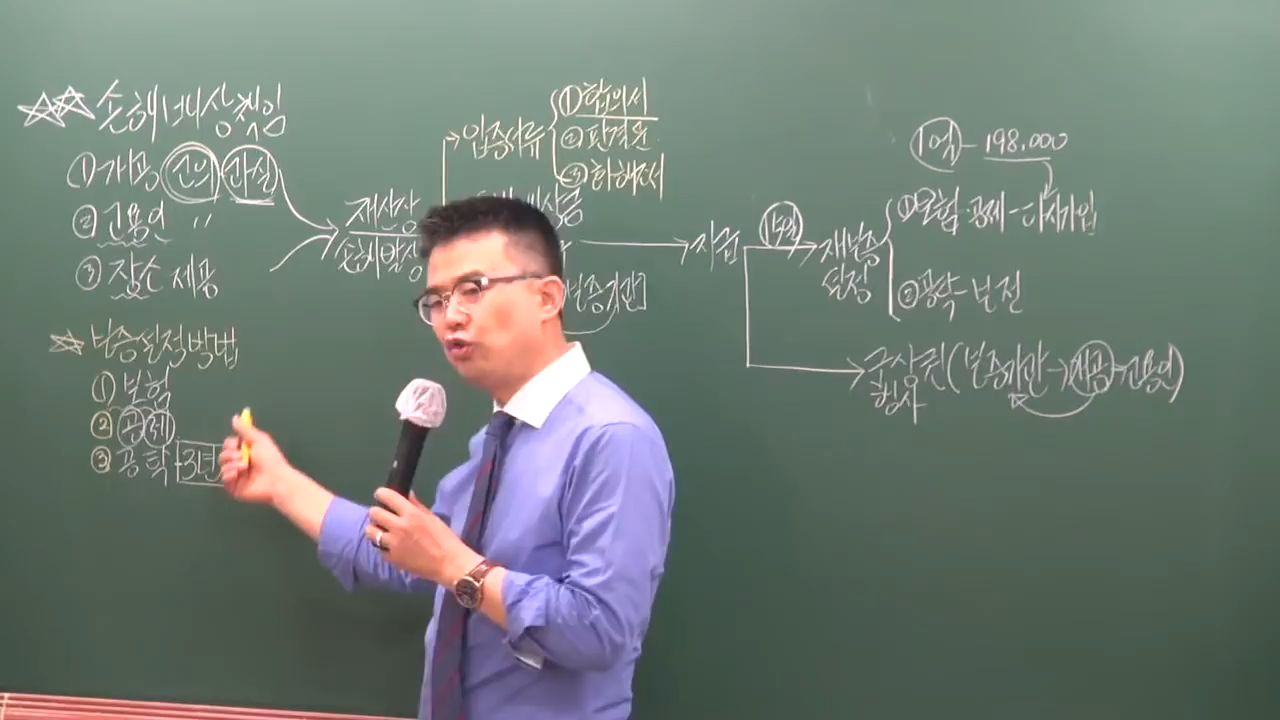 손해배상책임
① 개공 고의 과실
② 고용인 〃
③ 장소 제공
보증설정방법
① 보험
② 공제
③ 공탁 - 3년
재산상
손해발생
입증서류
① 합의서
② 판결문
③ 화해조서
보증기관]
지급
15일
재보증
설정
1억 - 198,000
① 보험 공제 - 다시가입
② 공탁 - 보전
구상권 (보증기관→개공-고용인)
행사